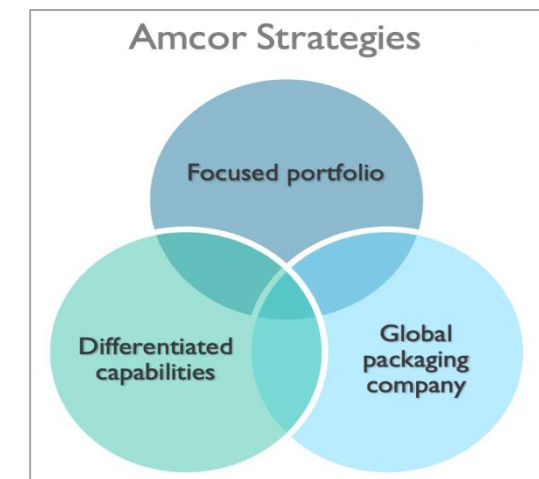 Amcor Strategies
Focused portfolio
Differentiated
capabilities
Global
packaging
company